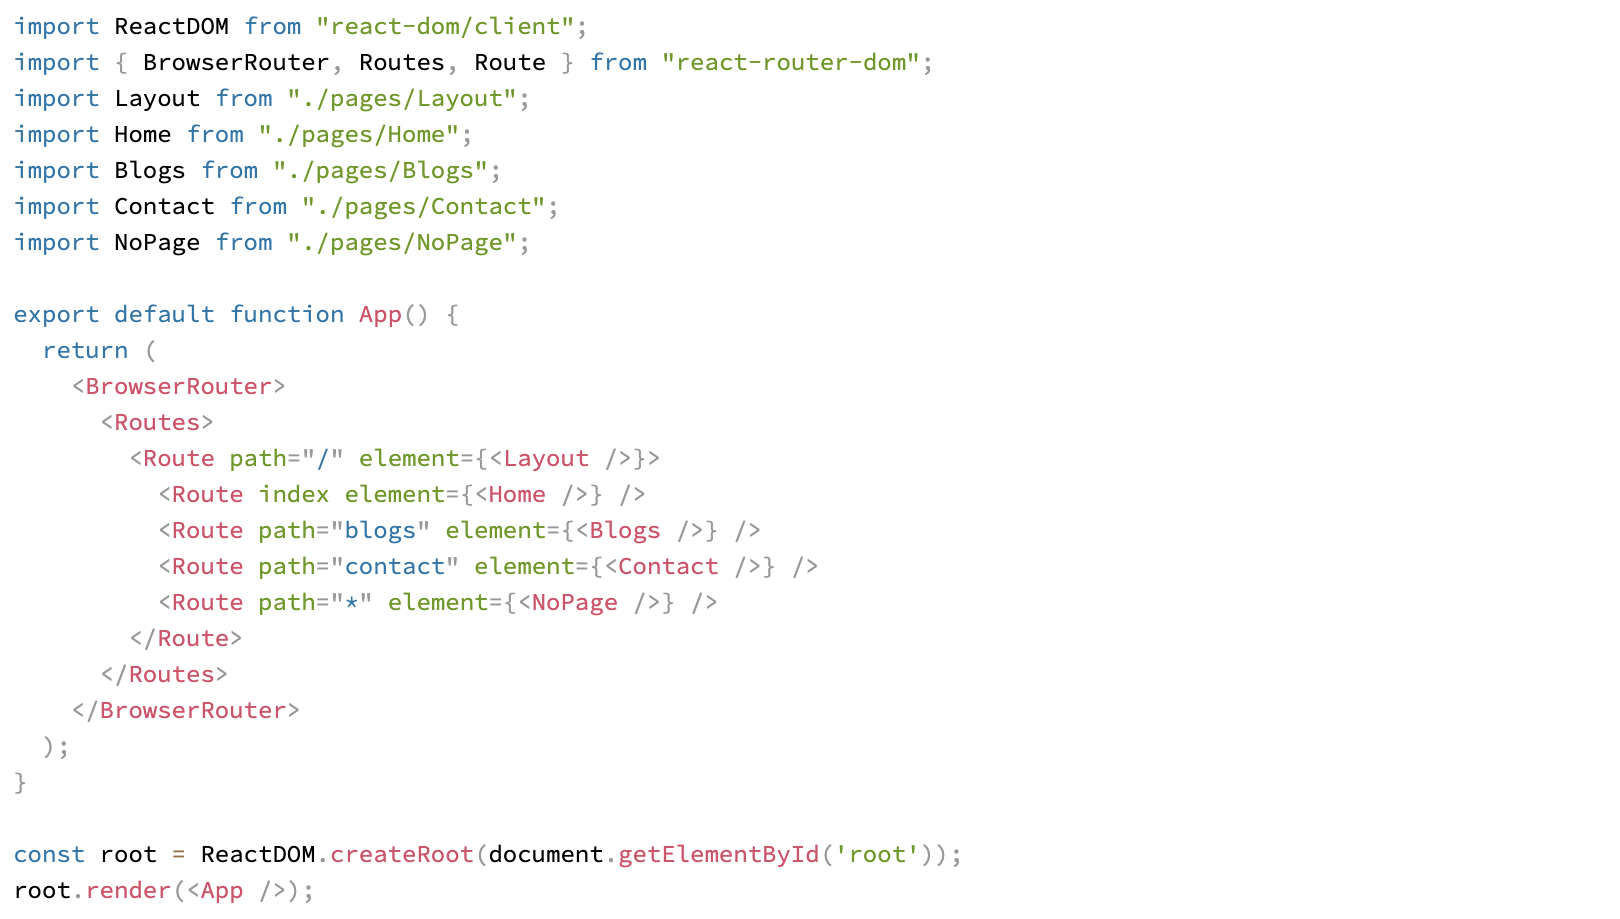 import ReactDOM from "react-dom/client";
import { BrowserRouter, Routes, Route } from "react-router-dom";
import Layout from "./pages/Layout";
import Home from "./pages/Home";
import Blogs from "./pages/Blogs";
import Contact from "./pages/Contact";
import NoPage from "./pages/NoPage";

export default function App() {
  return (
    <BrowserRouter>
      <Routes>
        <Route path="/" element={<Layout />}>
          <Route index element={<Home />} />
          <Route path="blogs" element={<Blogs />} />
          <Route path="contact" element={<Contact />} />
          <Route path="*" element={<NoPage />} />
        </Route>
      </Routes>
    </BrowserRouter>
  );
}

const root = ReactDOM.createRoot(document.getElementById('root'));
root.render(<App />);